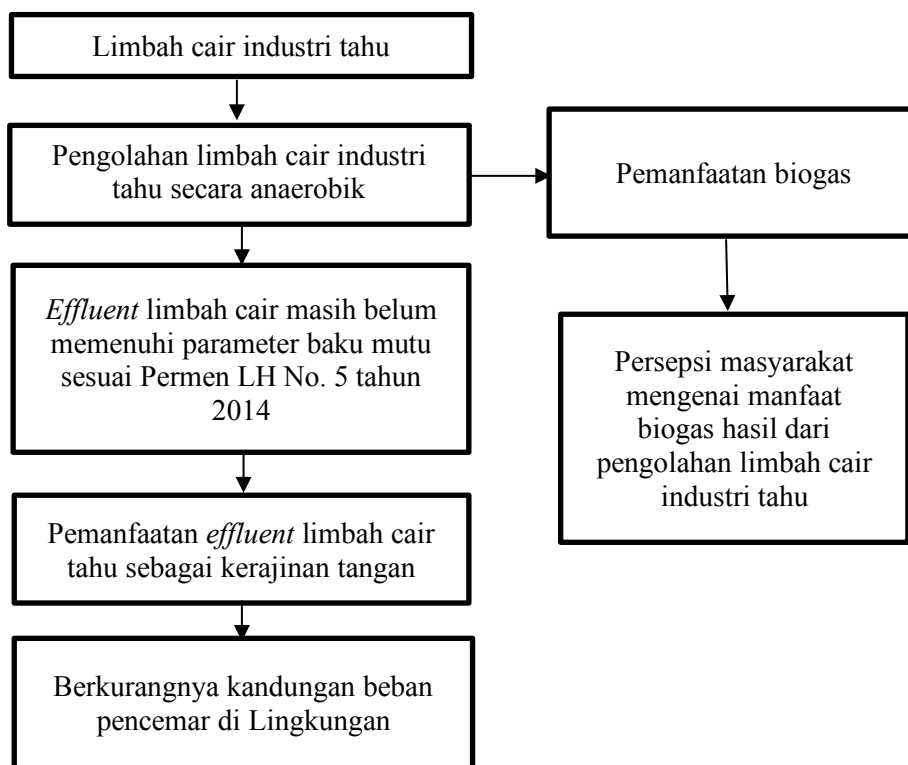 Limbah cair industri tahu
Pengolahan limbah cair industri
tahu secara anaerobik
Pemanfaatan biogas
Effluent limbah cair masih belum
memenuhi parameter baku mutu
sesuai Permen LH No. 5 tahun
2014
Persepsi masyarakat
mengenai manfaat
biogas hasil dari
pengolahan limbah cair
industri tahu
Pemanfaatan effluent limbah cair
tahu sebagai kerajinan tangan
Berkurangnya kandungan beban
pencemar di Lingkungan